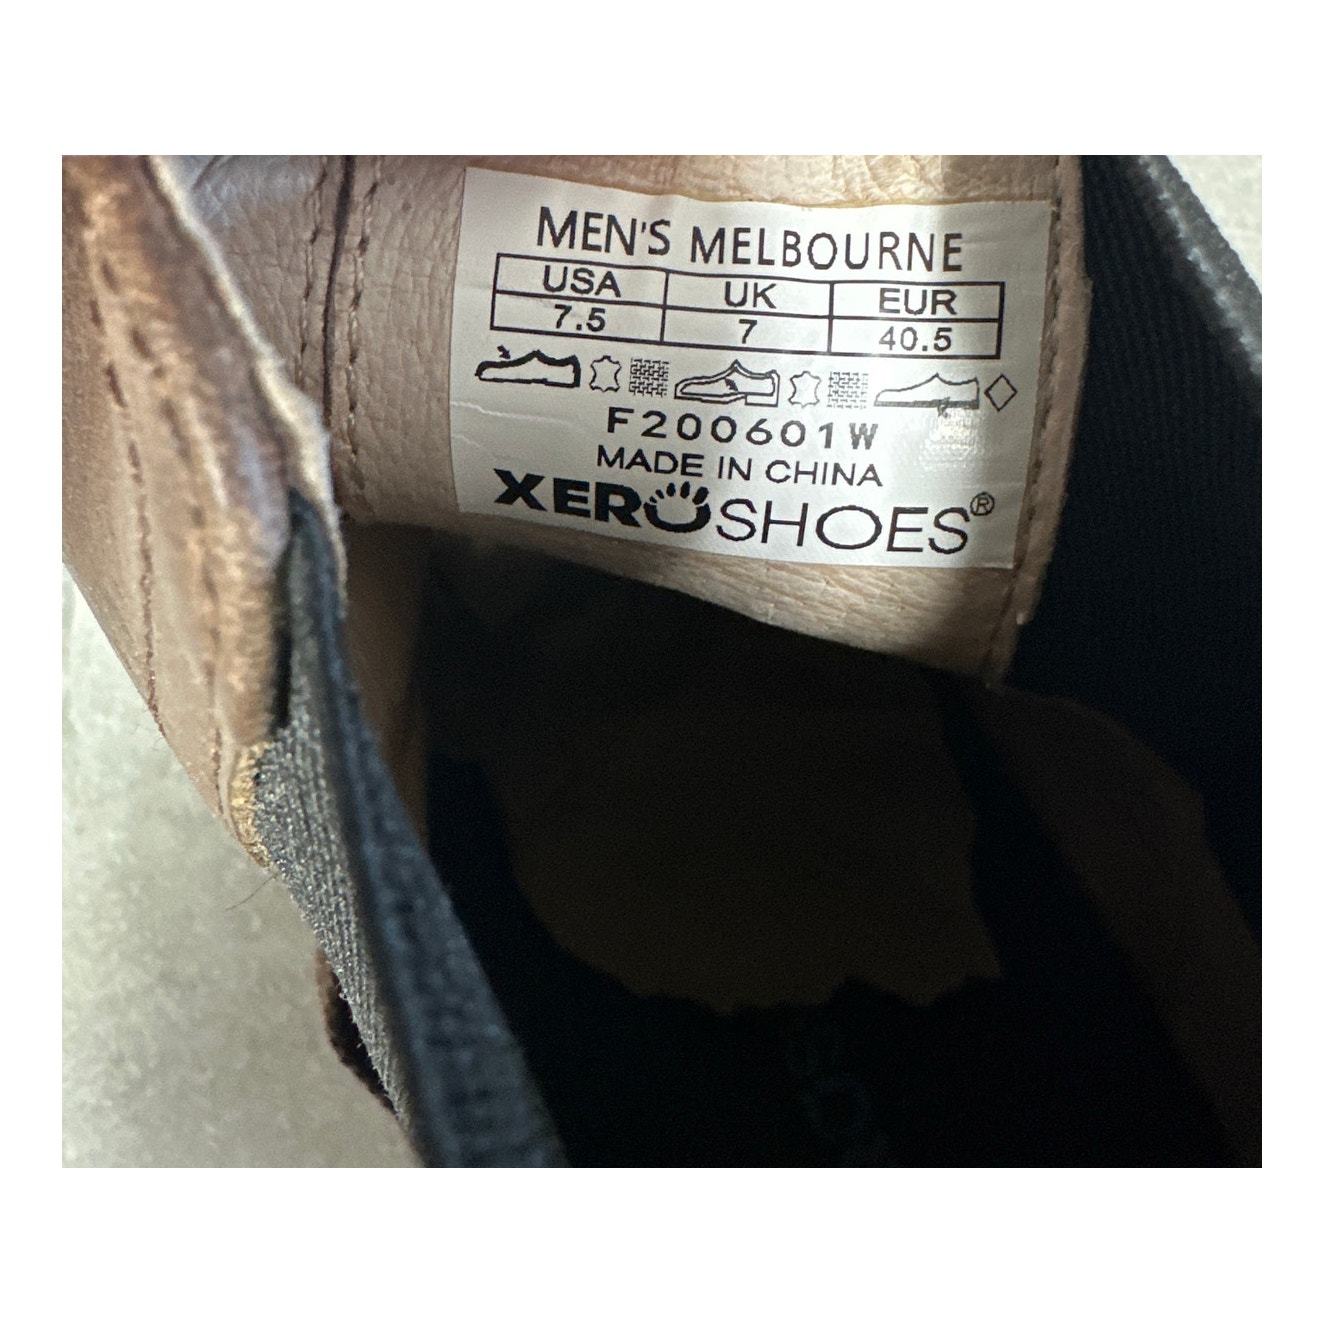 MEN'S MELBOURNE
USA UK EUR
7.5 7 40.5
F200601W
MADE IN CHINA
XEROSHOES®